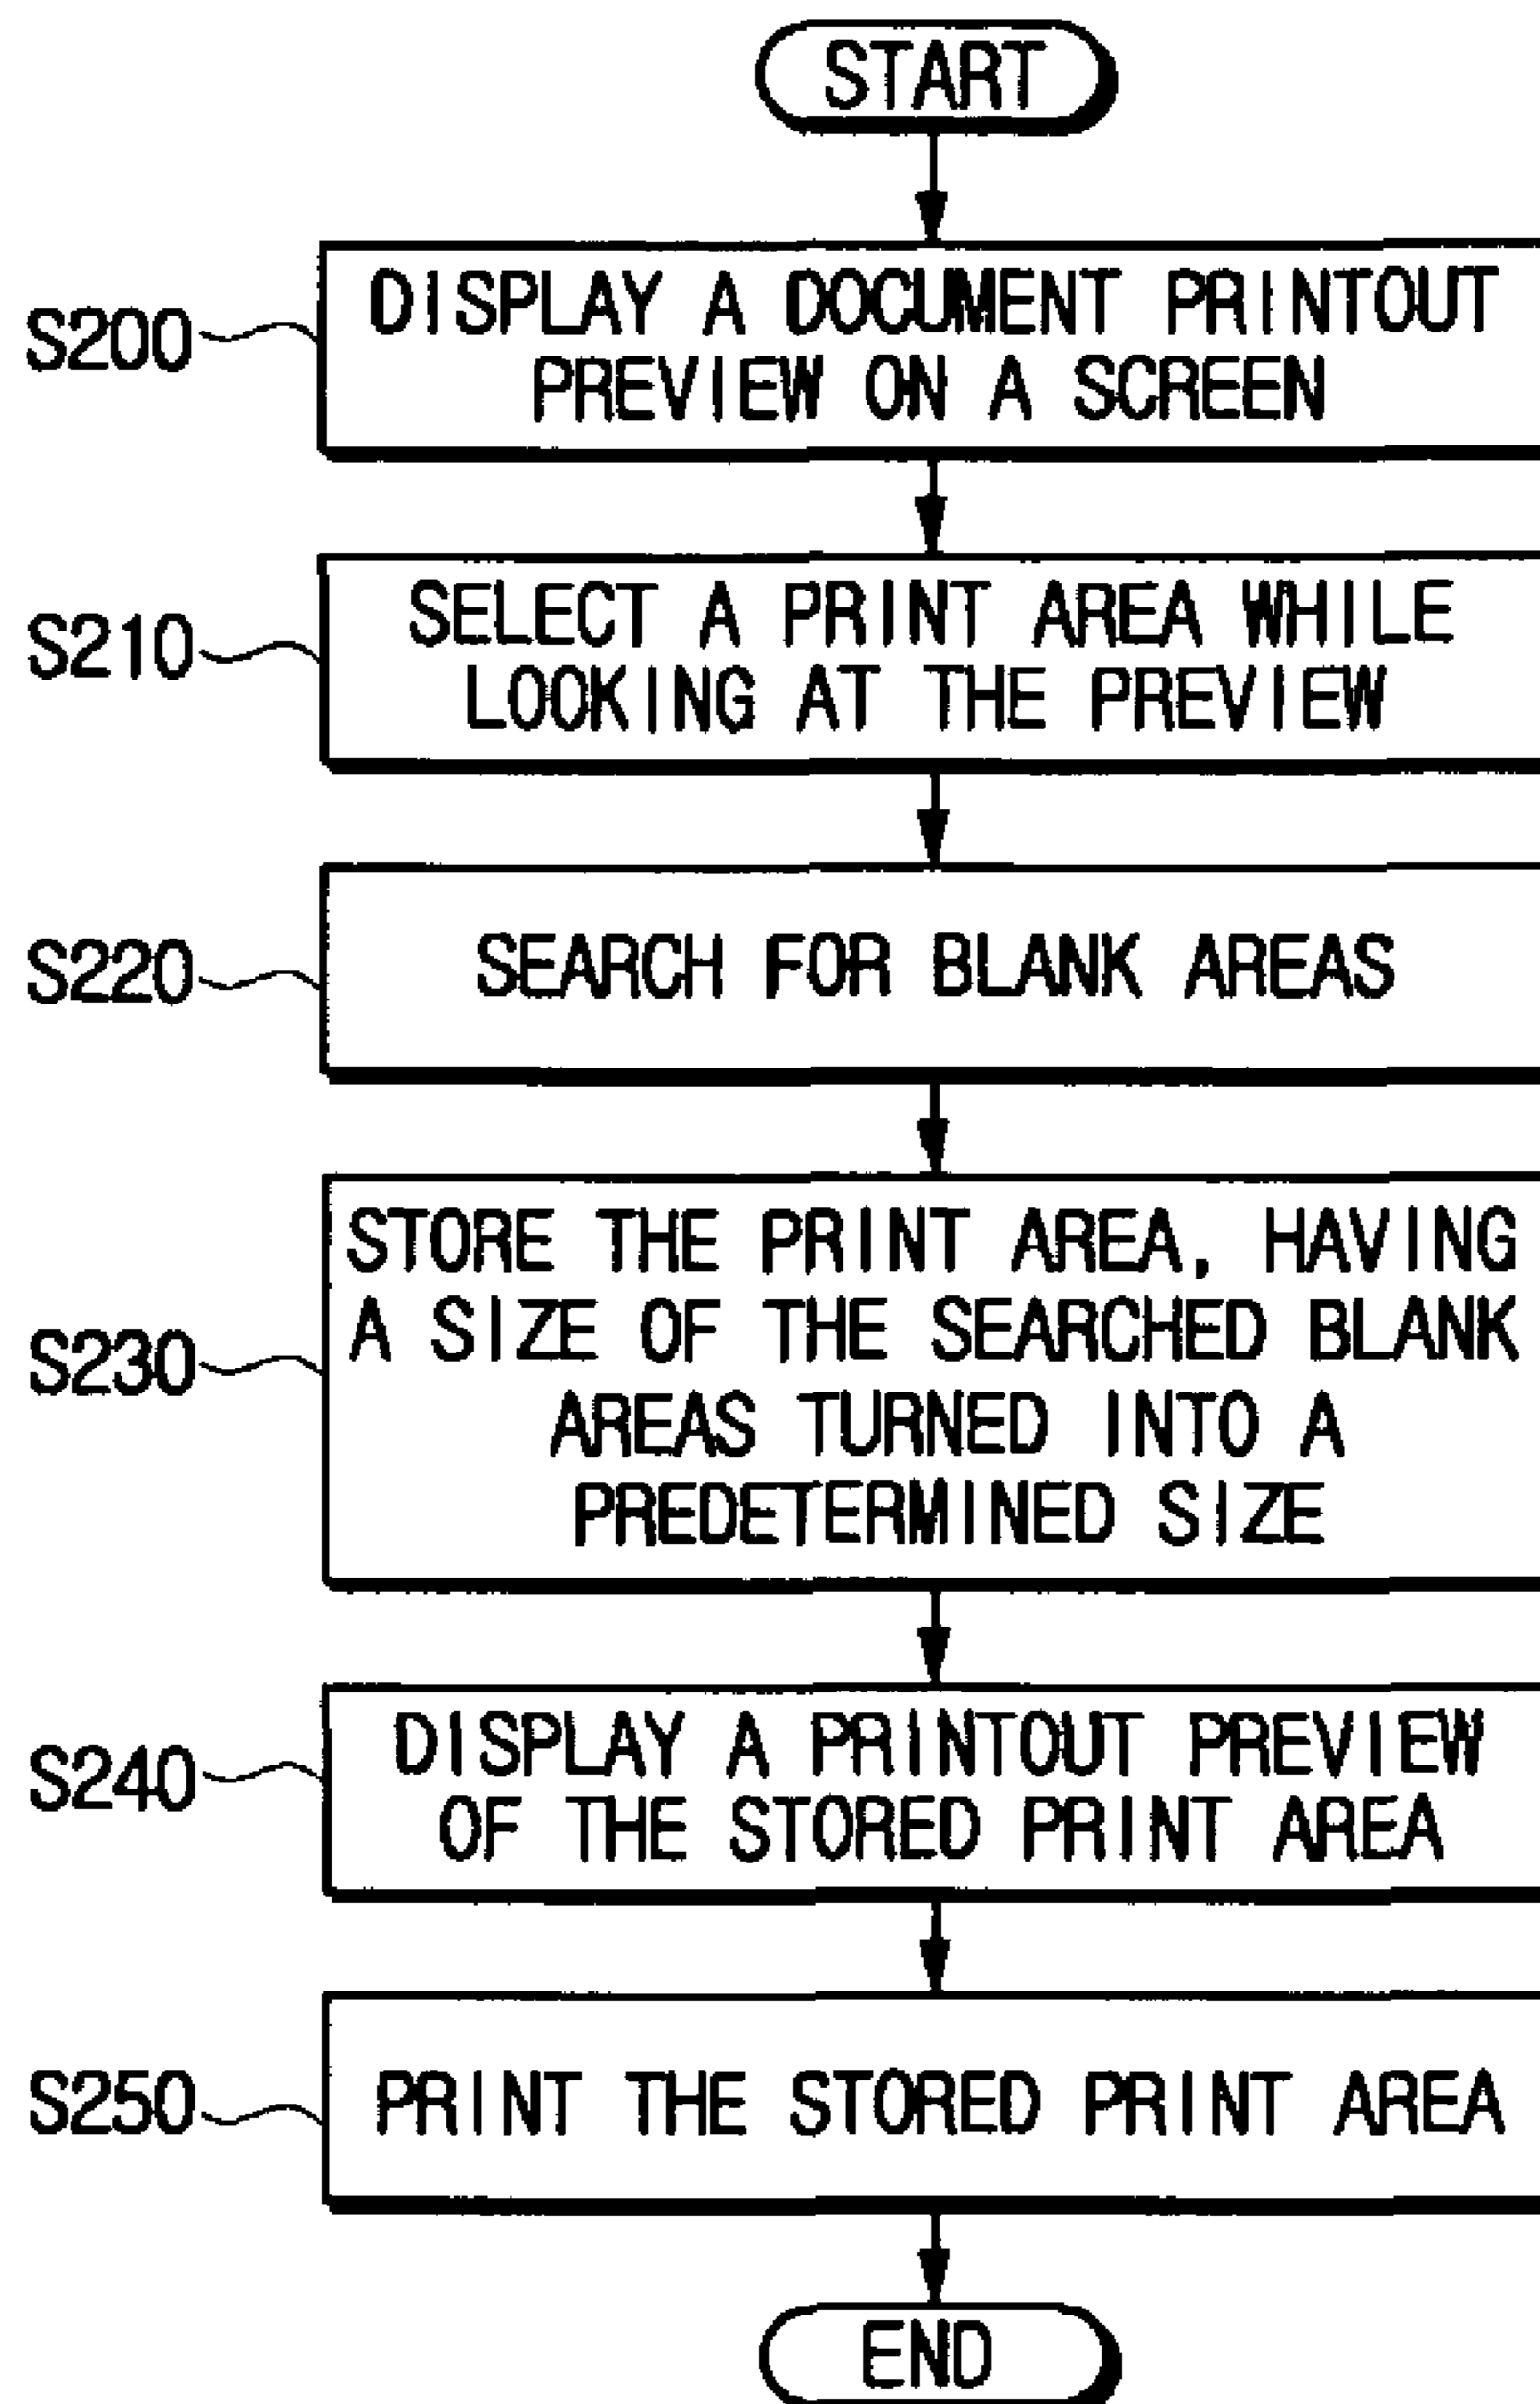 START
S200
DISPLAY A DOCUMENT PRINTOUT
PREVIEW ON A SCREEN
S210
SELECT A PRINT AREA WHILE
LOOKING AT THE PREVIEW
S220
SEARCH FOR BLANK AREAS
S230
STORE THE PRINT AREA, HAVING
A SIZE OF THE SEARCHED BLANK
AREAS TURNED INTO A
PREDETERMINED SIZE
S240
DISPLAY A PRINTOUT PREVIEW
OF THE STORED PRINT AREA
S250
PRINT THE STORED PRINT AREA
END